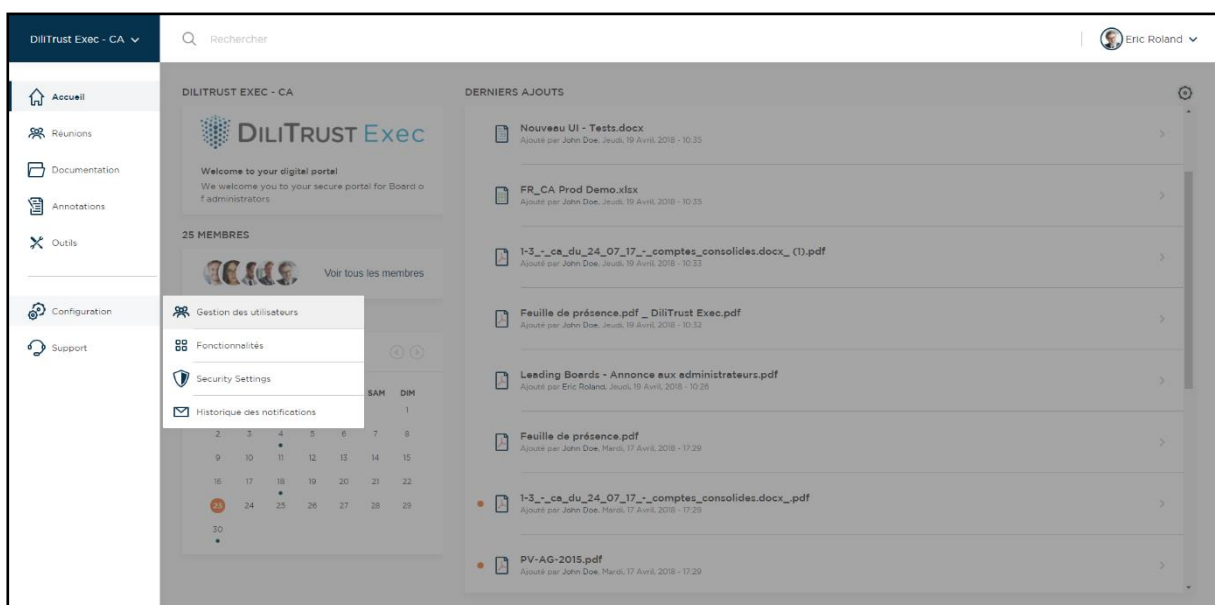 DiliTrust Exec - CA
Rechercher
Eric Roland
Accueil
Réunions
Documentation
Annotations
Outils
Configuration
Support
DILITRUST EXEC - CA
DILITRUST Exec
Welcome to your digital portal
We welcome you to your secure portal for Board o
f administrators
25 MEMBRES
Voir tous les membres
Gestion des utilisateurs
Fonctionnalités
Security Settings
Historique des notifications
SAM DIM
1
2 3 4 5 6 7 8
9 10 11 12 13 14 15
16 17 18 19 20 21 22
23 24 25 26 27 28 29
30
DERNIERS AJOUTS
Nouveau UI - Tests.docx
Ajouté par John Doe, Jeudi, 19 Avril, 2018 - 10:35
FR_CA Prod Demo.xlsx
Ajouté par John Doe, Jeudi, 19 Avril, 2018 - 10:35
1-3_-_ca_du_24_07_17_-_comptes_consolides.docx_ (1).pdf
Ajouté par John Doe, Jeudi, 19 Avril, 2018 - 10:33
Feuille de présence.pdf _ DiliTrust Exec.pdf
Ajouté par John Doe, Jeudi, 19 Avril, 2018 - 10:32
Leading Boards - Annonce aux administrateurs.pdf
Ajouté par Eric Roland, Jeudi, 19 Avril, 2018 - 10:26
Feuille de présence.pdf
Ajouté par John Doe, Mardi, 17 Avril, 2018 - 17:29
1-3_-_ca_du_24_07_17_-_comptes_consolides.docx_.pdf
Ajouté par John Doe, Mardi, 17 Avril, 2018 - 17:29
PV-AG-2015.pdf
Ajouté par John Doe, Mardi, 17 Avril, 2018 - 17:29